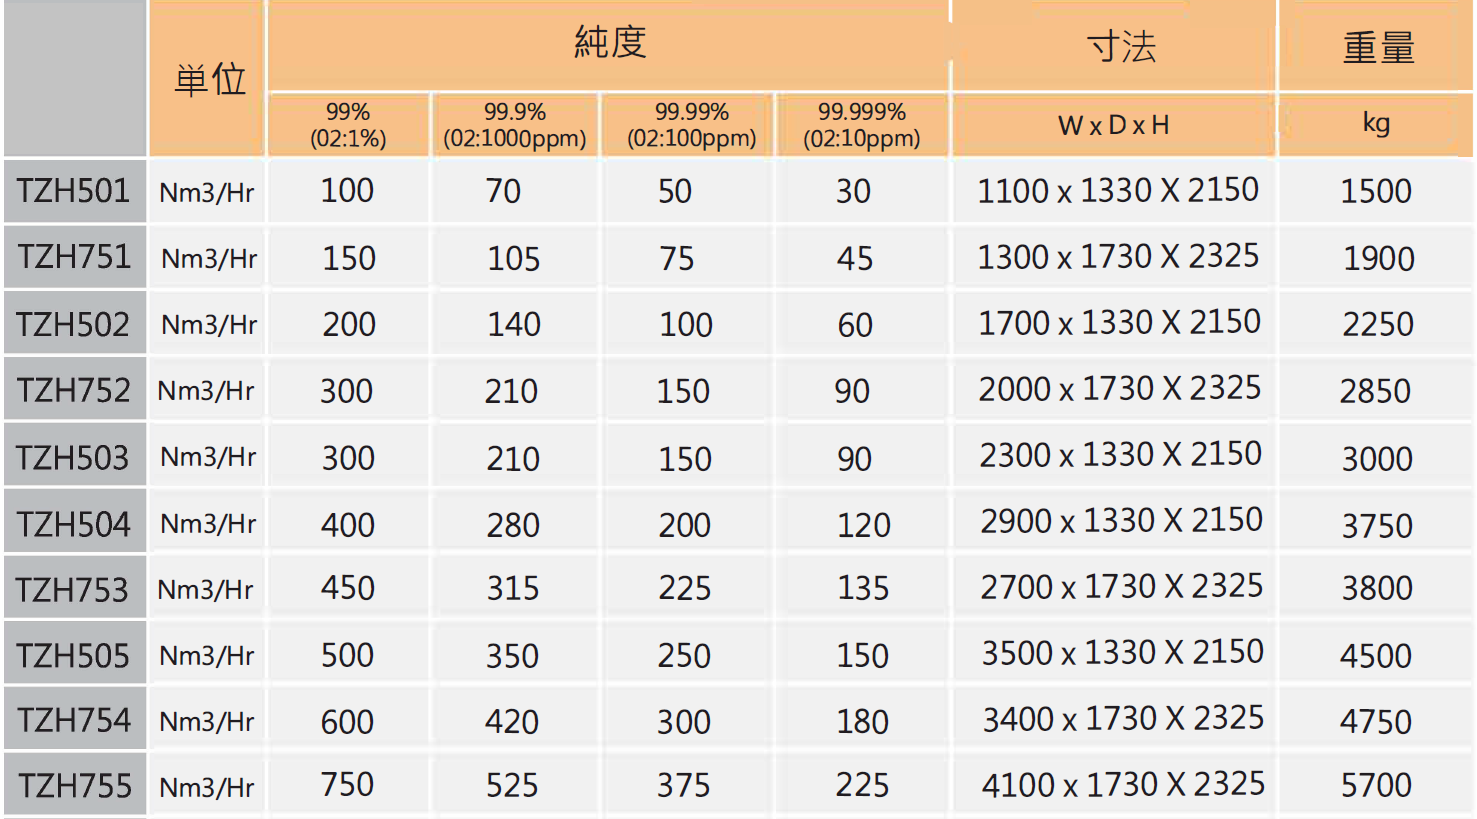 単位 純度 寸法 重量
99% (02:1%) 99.9% (02:1000ppm) 99.99% (02:100ppm) 99.999% (02:10ppm) W x D x H kg
TZH501 Nm3/Hr 100 70 50 30 1100 x 1330 X 2150 1500
TZH751 Nm3/Hr 150 105 75 45 1300 x 1730 X 2325 1900
TZH502 Nm3/Hr 200 140 100 60 1700 x 1330 X 2150 2250
TZH752 Nm3/Hr 300 210 150 90 2000 x 1730 X 2325 2850
TZH503 Nm3/Hr 300 210 150 90 2300 x 1330 X 2150 3000
TZH504 Nm3/Hr 400 280 200 120 2900 x 1330 X 2150 3750
TZH753 Nm3/Hr 450 315 225 135 2700 x 1730 X 2325 3800
TZH505 Nm3/Hr 500 350 250 150 3500 x 1330 X 2150 4500
TZH754 Nm3/Hr 600 420 300 180 3400 x 1730 X 2325 4750
TZH755 Nm3/Hr 750 525 375 225 4100 x 1730 X 2325 5700